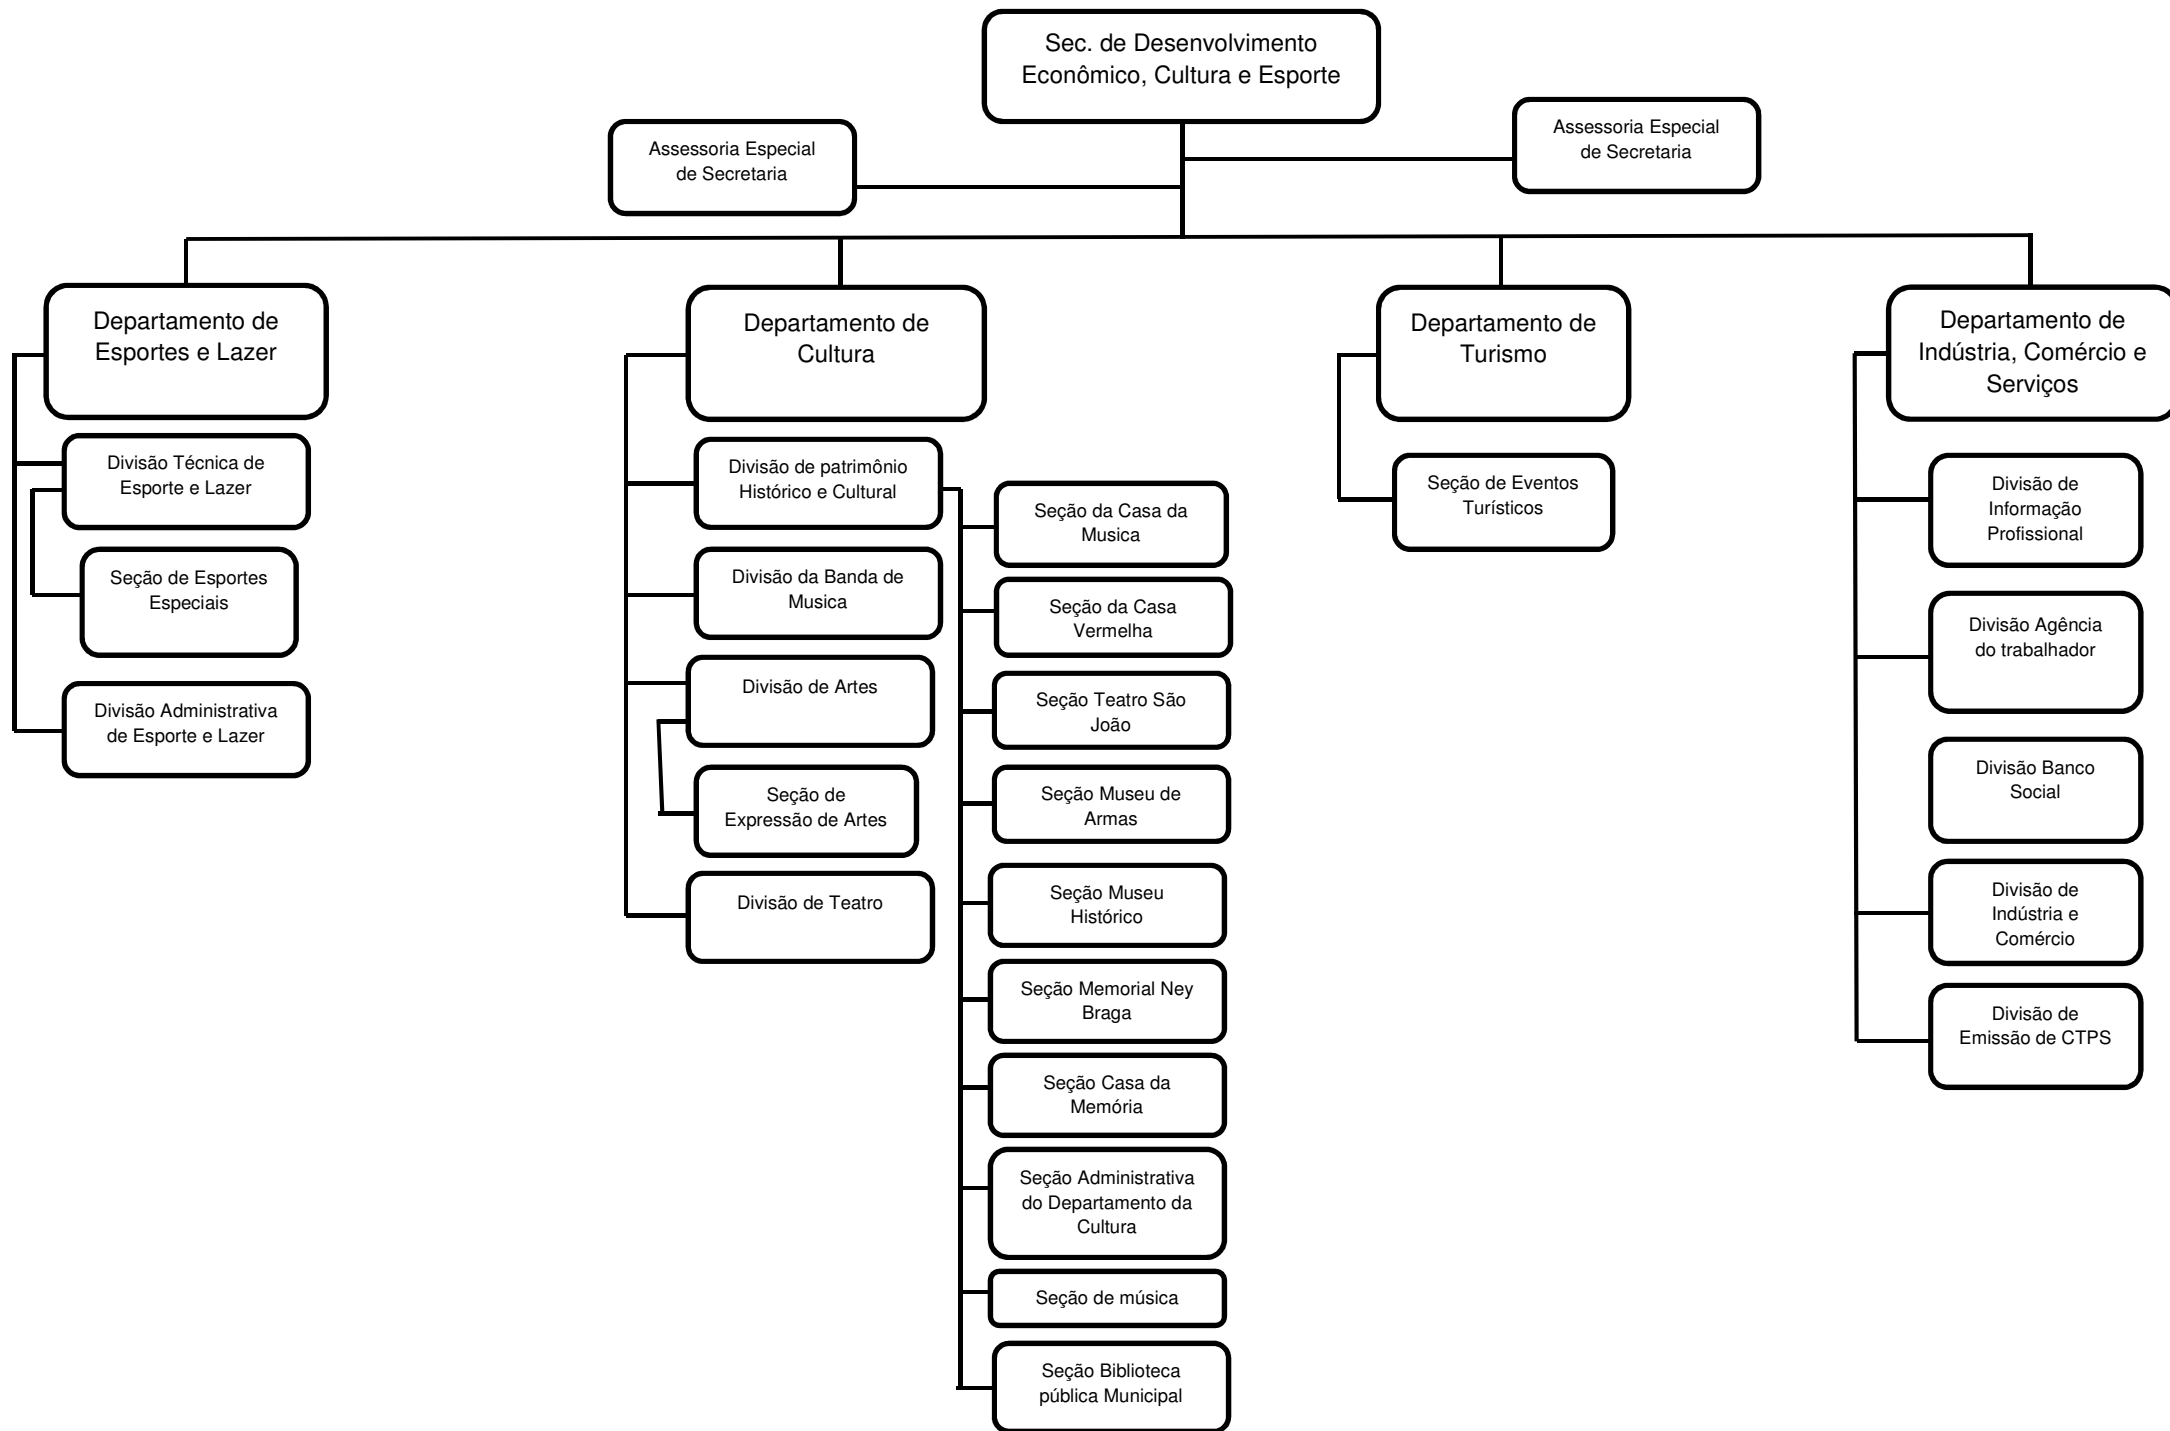 Sec. de Desenvolvimento
Econômico, Cultura e Esporte
Assessoria Especial
de Secretaria
Assessoria Especial
de Secretaria
Departamento de
Esportes e Lazer
Divisão Técnica de
Esporte e Lazer
Seção de Esportes
Especiais
Divisão Administrativa
de Esporte e Lazer
Departamento de
Cultura
Divisão de patrimônio
Histórico e Cultural
Divisão da Banda de
Musica
Divisão de Artes
Seção de
Expressão de Artes
Divisão de Teatro
Seção da Casa da
Musica
Seção da Casa
Vermelha
Seção Teatro São
João
Seção Museu de
Armas
Seção Museu
Histórico
Seção Memorial Ney
Braga
Seção Casa da
Memória
Seção Administrativa
do Departamento da
Cultura
Seção de música
Seção Biblioteca
pública Municipal
Departamento de
Turismo
Seção de Eventos
Turísticos
Departamento de
Indústria, Comércio e
Serviços
Divisão de
Informação
Profissional
Divisão Agência
do trabalhador
Divisão Banco
Social
Divisão de
Indústria e
Comércio
Divisão de
Emissão de CTPS